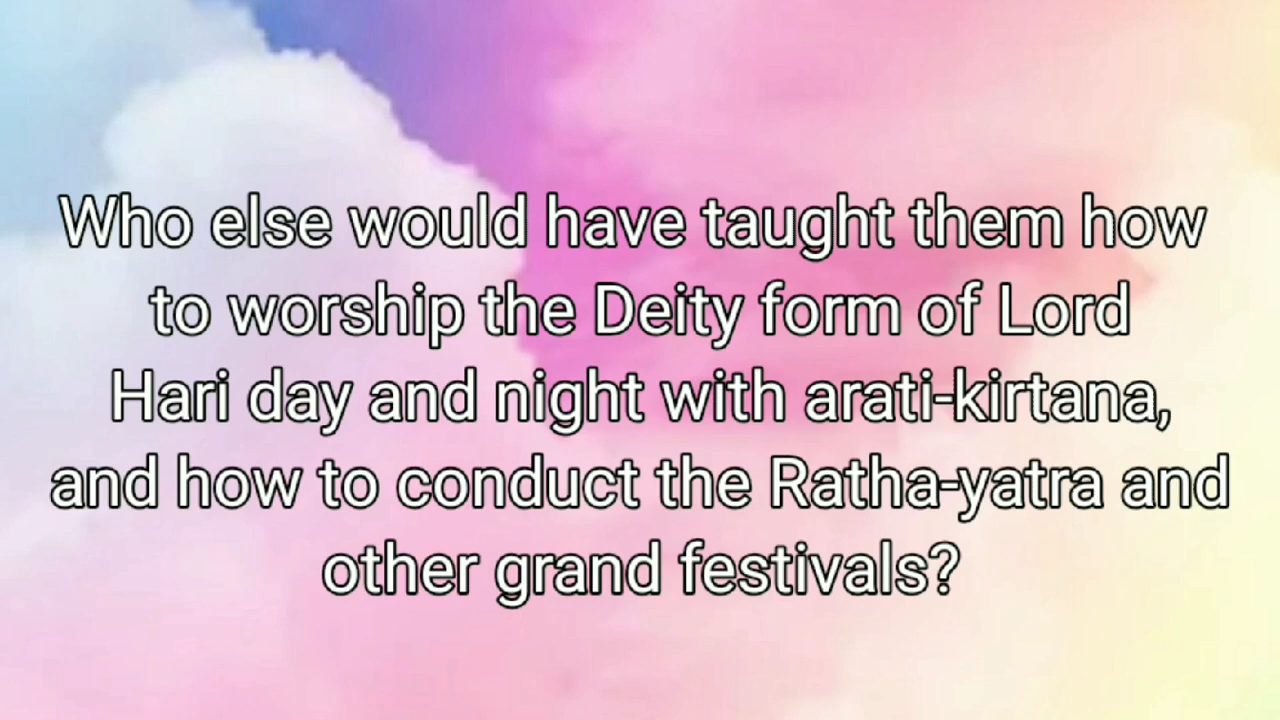 Who else would have taught them how
to worship the Deity form of Lord
Hari day and night with arati-kirtana,
and how to conduct the Ratha-yatra and
other grand festivals?